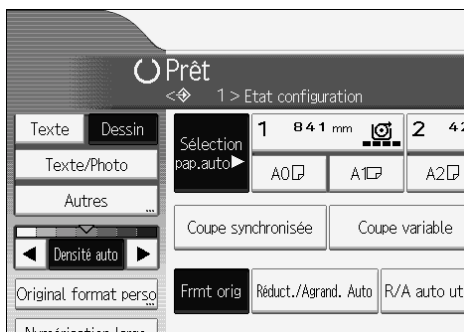 Prêt
< 1 > Etat configuration
Texte Dessin
Texte/Photo
Autres
Densité auto
Original format perso
Sélection
pap.auto►
1 841 mm 2
A0 A1 A2
Coupe synchronisée Coupe variable
Frmt orig Réduct./Agrand. Auto R/A auto